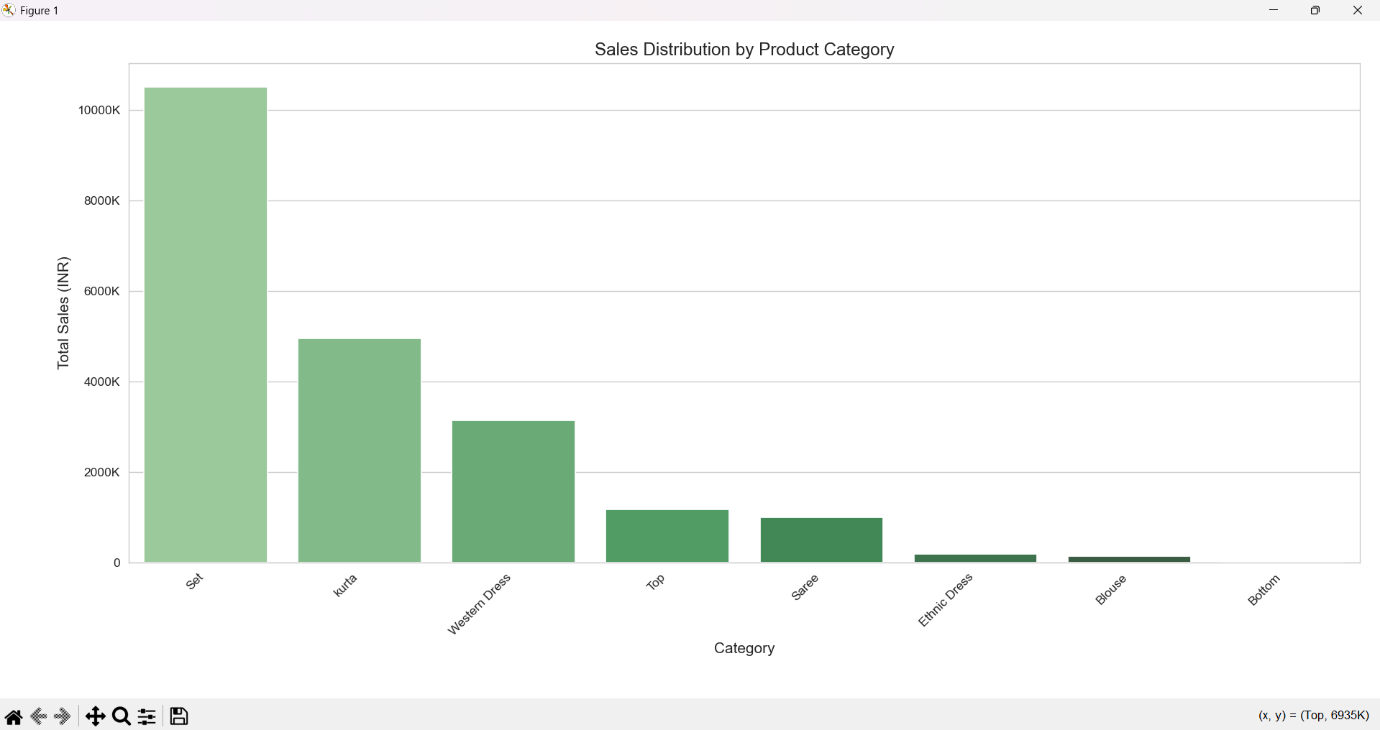 Figure 1
Sales Distribution by Product Category
10000K
8000K
6000K
4000K
2000K
0
Total Sales (INR)
Set
kurta
Western Dress
Top
Saree
Ethnic Dress
Blouse
Bottom
Category
(x, y) = (Top, 6935K)